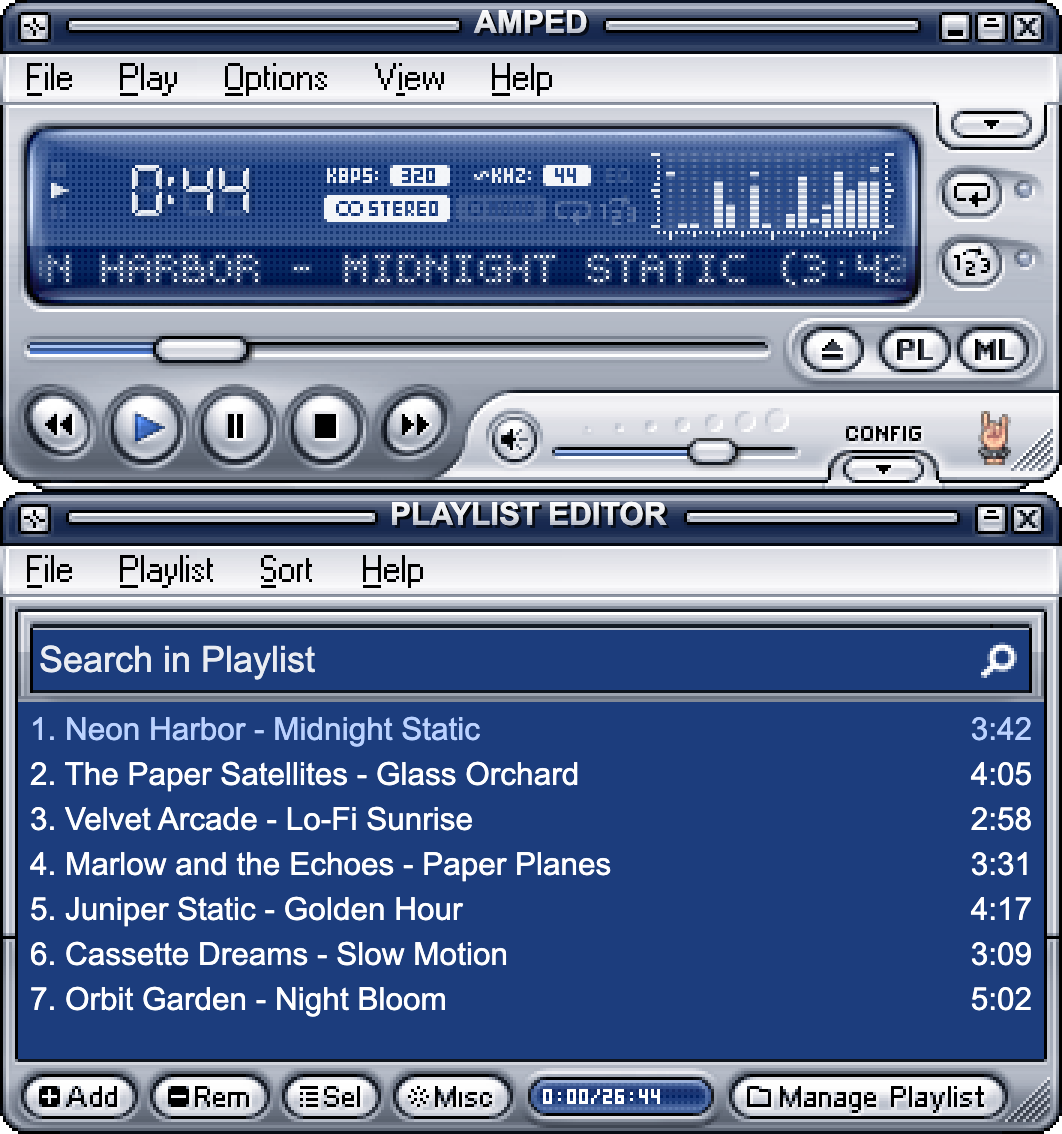 AMPED
File Play Options View Help
0:44
KBPS: 320 KHZ: 44 EQ
STEREO
123
N HARBOR - MIDNIGHT STATIC (3:42
123
PL ML
CONFIG
PLAYLIST EDITOR
File Playlist Sort Help
Search in Playlist
1. Neon Harbor - Midnight Static 3:42
2. The Paper Satellites - Glass Orchard 4:05
3. Velvet Arcade - Lo-Fi Sunrise 2:58
4. Marlow and the Echoes - Paper Planes 3:31
5. Juniper Static - Golden Hour 4:17
6. Cassette Dreams - Slow Motion 3:09
7. Orbit Garden - Night Bloom 5:02
Add Rem Sel Misc 0:00/26:44 Manage Playlist